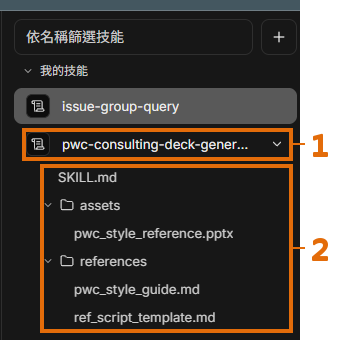 依名稱篩選技能
我的技能
issue-group-query
pwc-consulting-deck-gener...
1
SKILL.md
assets
pwc_style_reference.pptx
2
references
pwc_style_guide.md
ref_script_template.md